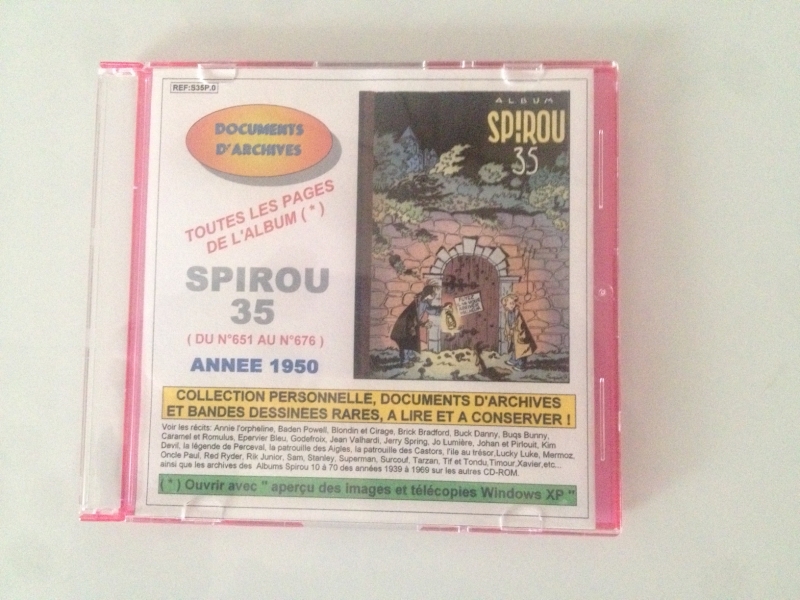 REF:S35P.0
DOCUMENTS
D'ARCHIVES
TOUTES LES PAGES
DE L'ALBUM ( * )
SPIROU
35
( DU N°651 AU N°676 )
ANNEE 1950
ALBUM
SPIROU
35
COLLECTION PERSONNELLE, DOCUMENTS D'ARCHIVES
ET BANDES DESSINEES RARES, A LIRE ET A CONSERVER !
Voir les récits: Annie l'orpheline, Baden Powell, Blondin et Cirage, Brick Bradford, Buck Danny, Buqs Bunny,
Caramel et Romulus, Epervier Bleu, Godefroix, Jean Valhardi, Jerry Spring, Jo Lumière, Johan et Pirlouit, Kim
Devil, la légende de Perceval, la patrouille des Aigles, la patrouille des Castors, l'ile au trésor,Lucky Luke, Mermoz,
Oncle Paul, Red Ryder, Rik Junior, Sam, Stanley, Superman, Surcouf, Tarzan, Tif et Tondu,Timour,Xavier,etc...
ainsi que les archives des Albums Spirou 10 à 70 des années 1939 à 1969 sur les autres CD-ROM.
( * ) Ouvrir avec " aperçu des images et télécopies Windows XP "